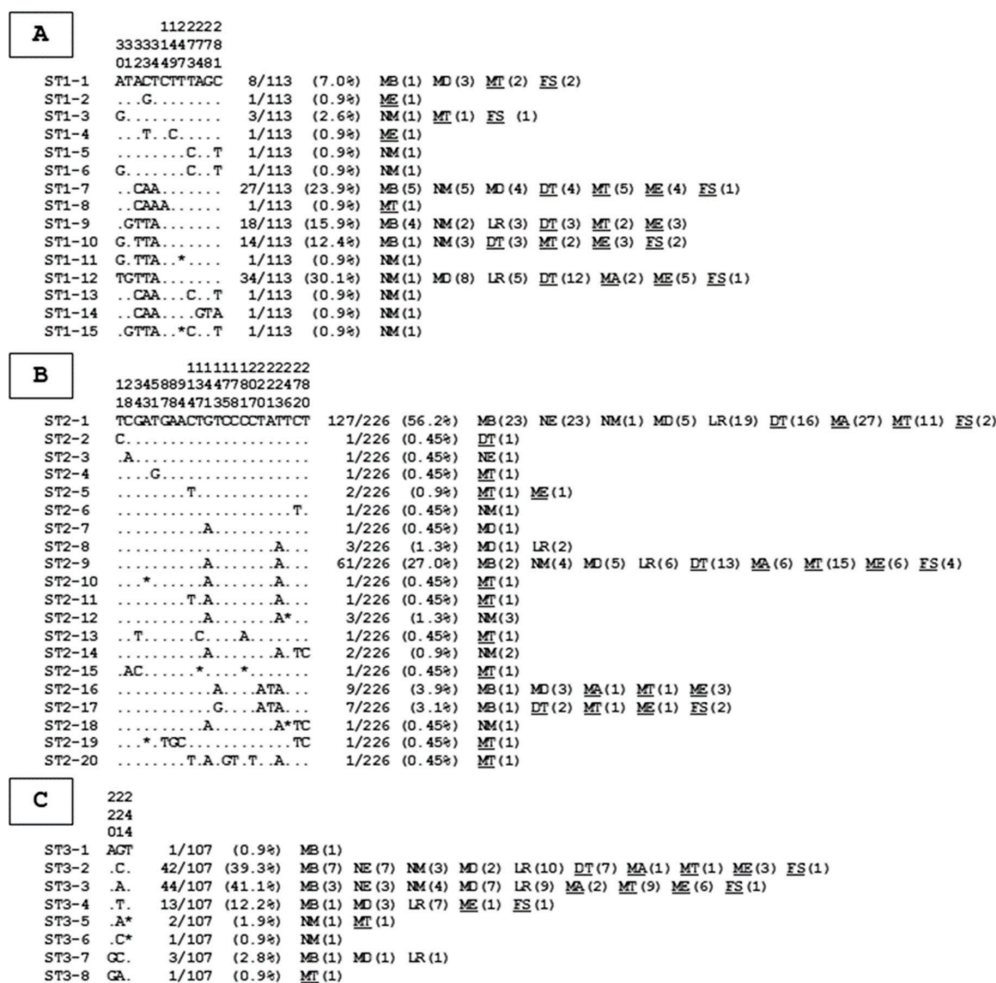 A
1122222
33331447778
01234973481
ST1-1 ATACTCTTTAGC 8/113 (7.0%) MB(1) MD(3) MT(2) FS(2)
ST1-2 ...G........ 1/113 (0.9%) ME(1)
ST1-3 G........... 3/113 (2.6%) NM(1) MT(1) FS (1)
ST1-4 ...T..C..... 1/113 (0.9%) ME(1)
ST1-5 ........C..T 1/113 (0.9%) NM(1)
ST1-6 G.......C..T 1/113 (0.9%) NM(1)
ST1-7 ..CAA....... 27/113 (23.9%) MB(5) NM(5) MD(4) DT(4) MT(5) ME(4) FS(1)
ST1-8 ..CAAA...... 1/113 (0.9%) MT(1)
ST1-9 .GTTA....... 18/113 (15.9%) MB(4) NM(2) LR(3) DT(3) MT(2) ME(3)
ST1-10 G.TTA....... 14/113 (12.4%) MB(1) NM(3) DT(3) MT(2) ME(3) FS(2)
ST1-11 G.TTA..*.... 1/113 (0.9%) NM(1)
ST1-12 TGTTA....... 34/113 (30.1%) NM(1) MD(8) LR(5) DT(12) MA(2) ME(5) FS(1)
ST1-13 ..CAA...C..T 1/113 (0.9%) NM(1)
ST1-14 ..CAA....GTA 1/113 (0.9%) NM(1)
ST1-15 .GTTA..*C..T 1/113 (0.9%) NM(1)
B
11111112222222
1234588913447780222478
1843178447135817013620
ST2-1 TCGATGAACTGTCCCCTATTCT 127/226 (56.2%) MB(23) NE(23) NM(1) MD(5) LR(19) DT(16) MA(27) MT(11) FS(2)
ST2-2 C..................... 1/226 (0.45%) DT(1)
ST2-3 .A.................... 1/226 (0.45%) NE(1)
ST2-4 ....G................. 1/226 (0.45%) MT(1)
ST2-5 ........T............. 2/226 (0.9%) MT(1) ME(1)
ST2-6 ....................T. 1/226 (0.45%) NM(1)
ST2-7 ..........A........... 1/226 (0.45%) MD(1)
ST2-8 ..................A... 3/226 (1.3%) MD(1) LR(2)
ST2-9 ..........A.......A... 61/226 (27.0%) MB(2) NM(4) MD(5) LR(6) DT(13) MA(6) MT(15) ME(6) FS(4)
ST2-10 ...*......A.......A... 1/226 (0.45%) MT(1)
ST2-11 ........T.A.......A... 1/226 (0.45%) MT(1)
ST2-12 ..........A.......A*.. 3/226 (1.3%) NM(3)
ST2-13 ..T......C....A....... 1/226 (0.45%) MT(1)
ST2-14 ..........A.......A.TC 2/226 (0.9%) NM(2)
ST2-15 .AC......*....*....... 1/226 (0.45%) MT(1)
ST2-16 ...........A....ATA... 9/226 (3.9%) MB(1) MD(3) MA(1) MT(1) ME(3)
ST2-17 ...........G....ATA... 7/226 (3.1%) MB(1) DT(2) MT(1) ME(1) FS(2)
ST2-18 ..........A.......A*TC 1/226 (0.45%) NM(1)
ST2-19 ...*.TGC............TC 1/226 (0.45%) MT(1)
ST2-20 ........T.A.GT.T..A... 1/226 (0.45%) MT(1)
C
222
224
014
ST3-1 AGT 1/107 (0.9%) MB(1)
ST3-2 .C. 42/107 (39.3%) MB(7) NE(7) NM(3) MD(2) LR(10) DT(7) MA(1) MT(1) ME(3) FS(1)
ST3-3 .A. 44/107 (41.1%) MB(3) NE(3) NM(4) MD(7) LR(9) MA(2) MT(9) ME(6) FS(1)
ST3-4 .T. 13/107 (12.2%) MB(1) MD(3) LR(7) ME(1) FS(1)
ST3-5 .A* 2/107 (1.9%) NM(1) MT(1)
ST3-6 .C* 1/107 (0.9%) NM(1)
ST3-7 GC. 3/107 (2.8%) MB(1) MD(1) LR(1)
ST3-8 GA. 1/107 (0.9%) MT(1)